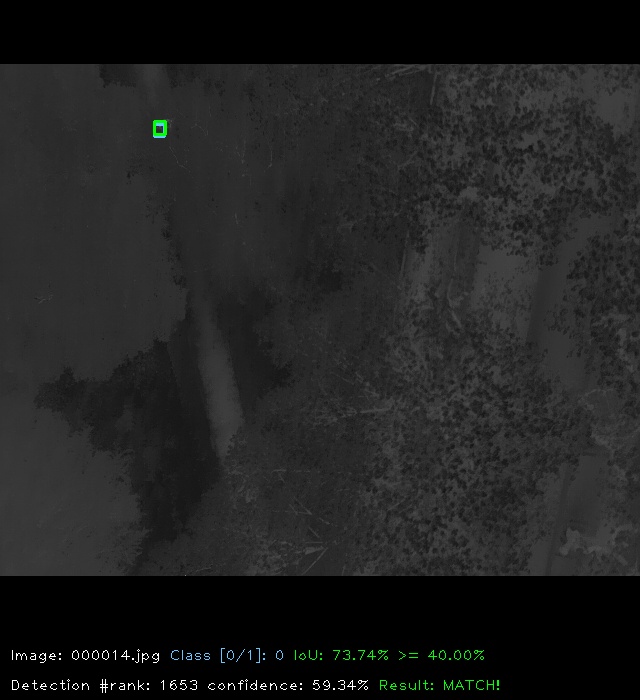 Image: 000014.jpg Class [0/1]: 0 IoU: 73.74% >= 40.00%
Detection #rank: 1653 confidence: 59.34% Result: MATCH!